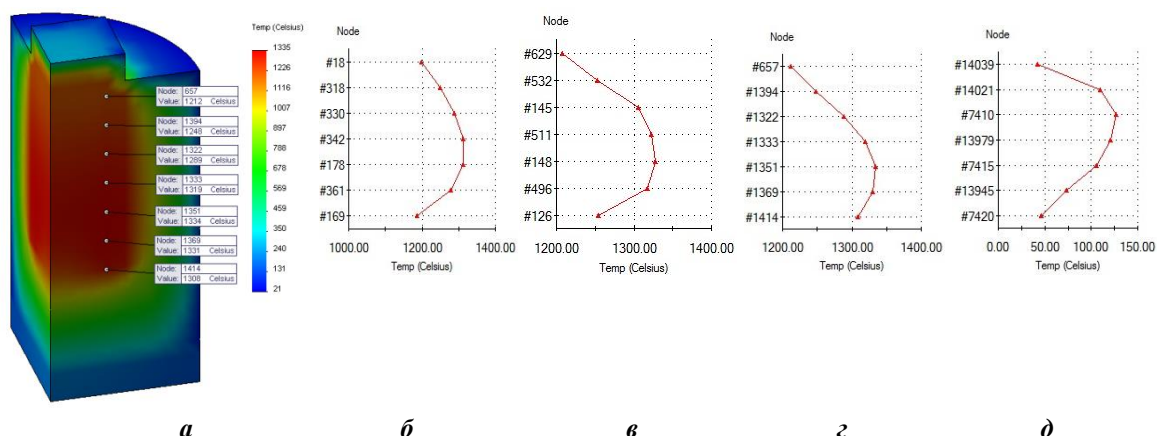 Temp (Celsius)
1335
1226
1116
1007
897
788
678
569
459
350
240
131
21
Node: 657
Value: 1212 Celsius
Node: 1394
Value: 1248 Celsius
Node: 1322
Value: 1289 Celsius
Node: 1333
Value: 1319 Celsius
Node: 1351
Value: 1334 Celsius
Node: 1369
Value: 1331 Celsius
Node: 1414
Value: 1308 Celsius
Node
#18
#318
#330
#342
#178
#361
#169
1000.00 1200.00 1400.00
Temp (Celsius)
Node
#629
#532
#145
#511
#148
#496
#126
1200.00 1300.00 1400.00
Temp (Celsius)
Node
#657
#1394
#1322
#1333
#1351
#1369
#1414
1200.00 1300.00 1400.00
Temp (Celsius)
Node
#14039
#14021
#7410
#13979
#7415
#13945
#7420
0.00 50.00 100.00 150.00
Temp (Celsius)
а б в г д